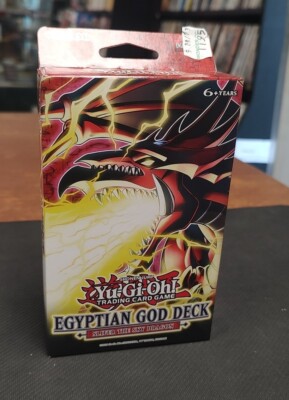 6+ YEARS
Yu-Gi-Oh!
TRADING CARD GAME
EGYPTIAN GOD DECK
SLIFER THE SKY DRAGON